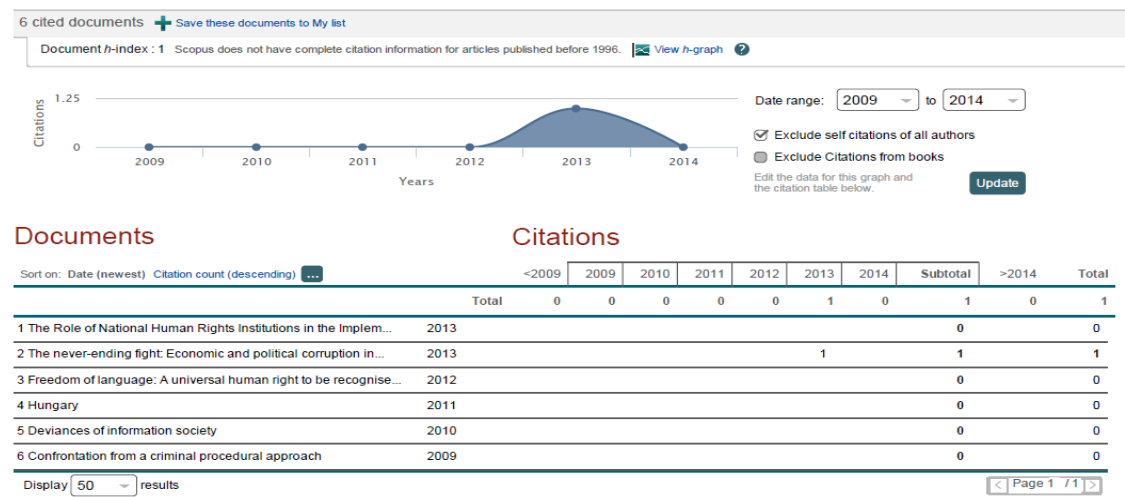 6 cited documents Save these documents to My list
Document h-index : 1 Scopus does not have complete citation information for articles published before 1996. View h-graph ?
1.25
Citations
0
2009 2010 2011 2012 2013 2014
Years
Date range: 2009 to 2014
Exclude self citations of all authors
Exclude Citations from books
Edit the data for this graph and
the citation table below.
Update
Documents Citations
Sort on: Date (newest) Citation count (descending) ... <2009 2009 2010 2011 2012 2013 2014 Subtotal >2014 Total
Total 0 0 0 0 0 1 0 1 0 1
1 The Role of National Human Rights Institutions in the Implem... 2013 0 0
2 The never-ending fight: Economic and political corruption in... 2013 1 1 1
3 Freedom of language: A universal human right to be recognise... 2012 0 0
4 Hungary 2011 0 0
5 Deviances of information society 2010 0 0
6 Confrontation from a criminal procedural approach 2009 0 0
Display 50 results < Page 1 /1 >